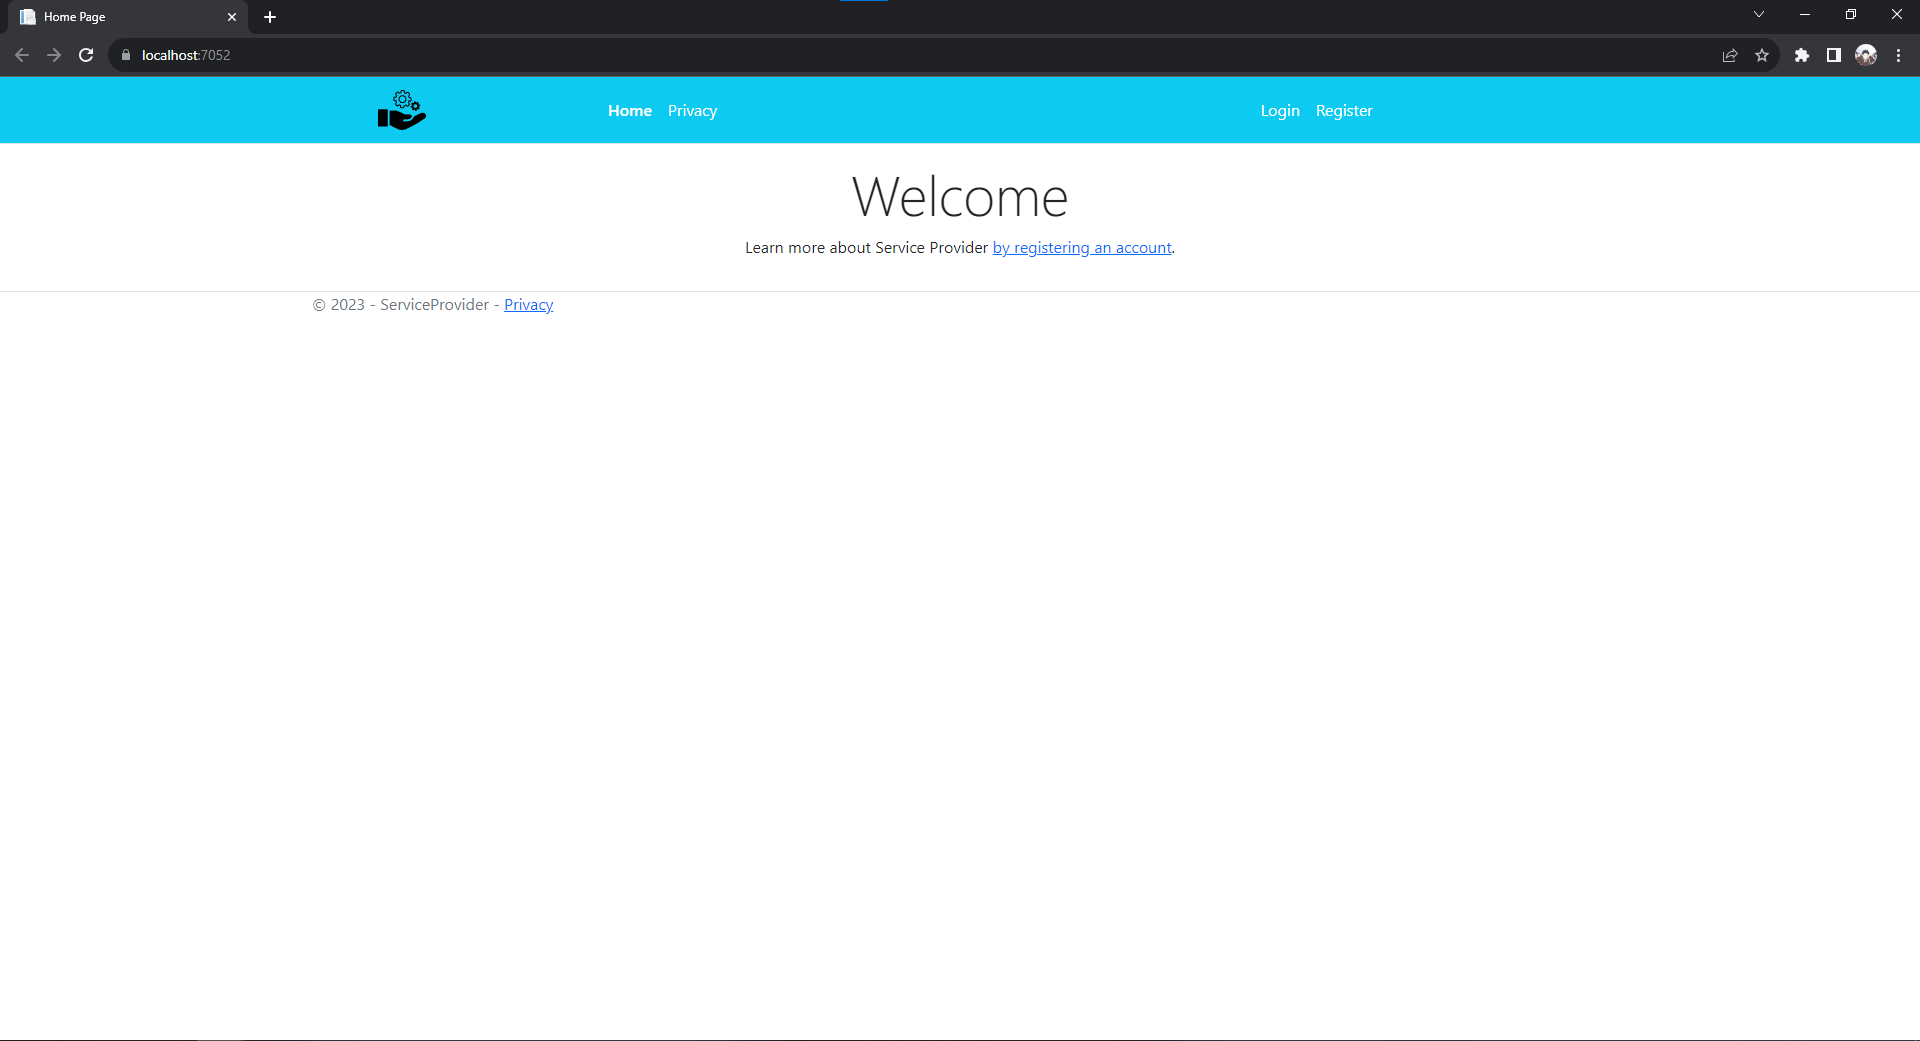 Home Page
localhost:7052
Home Privacy Login Register
Welcome
Learn more about Service Provider by registering an account.
© 2023 - ServiceProvider - Privacy